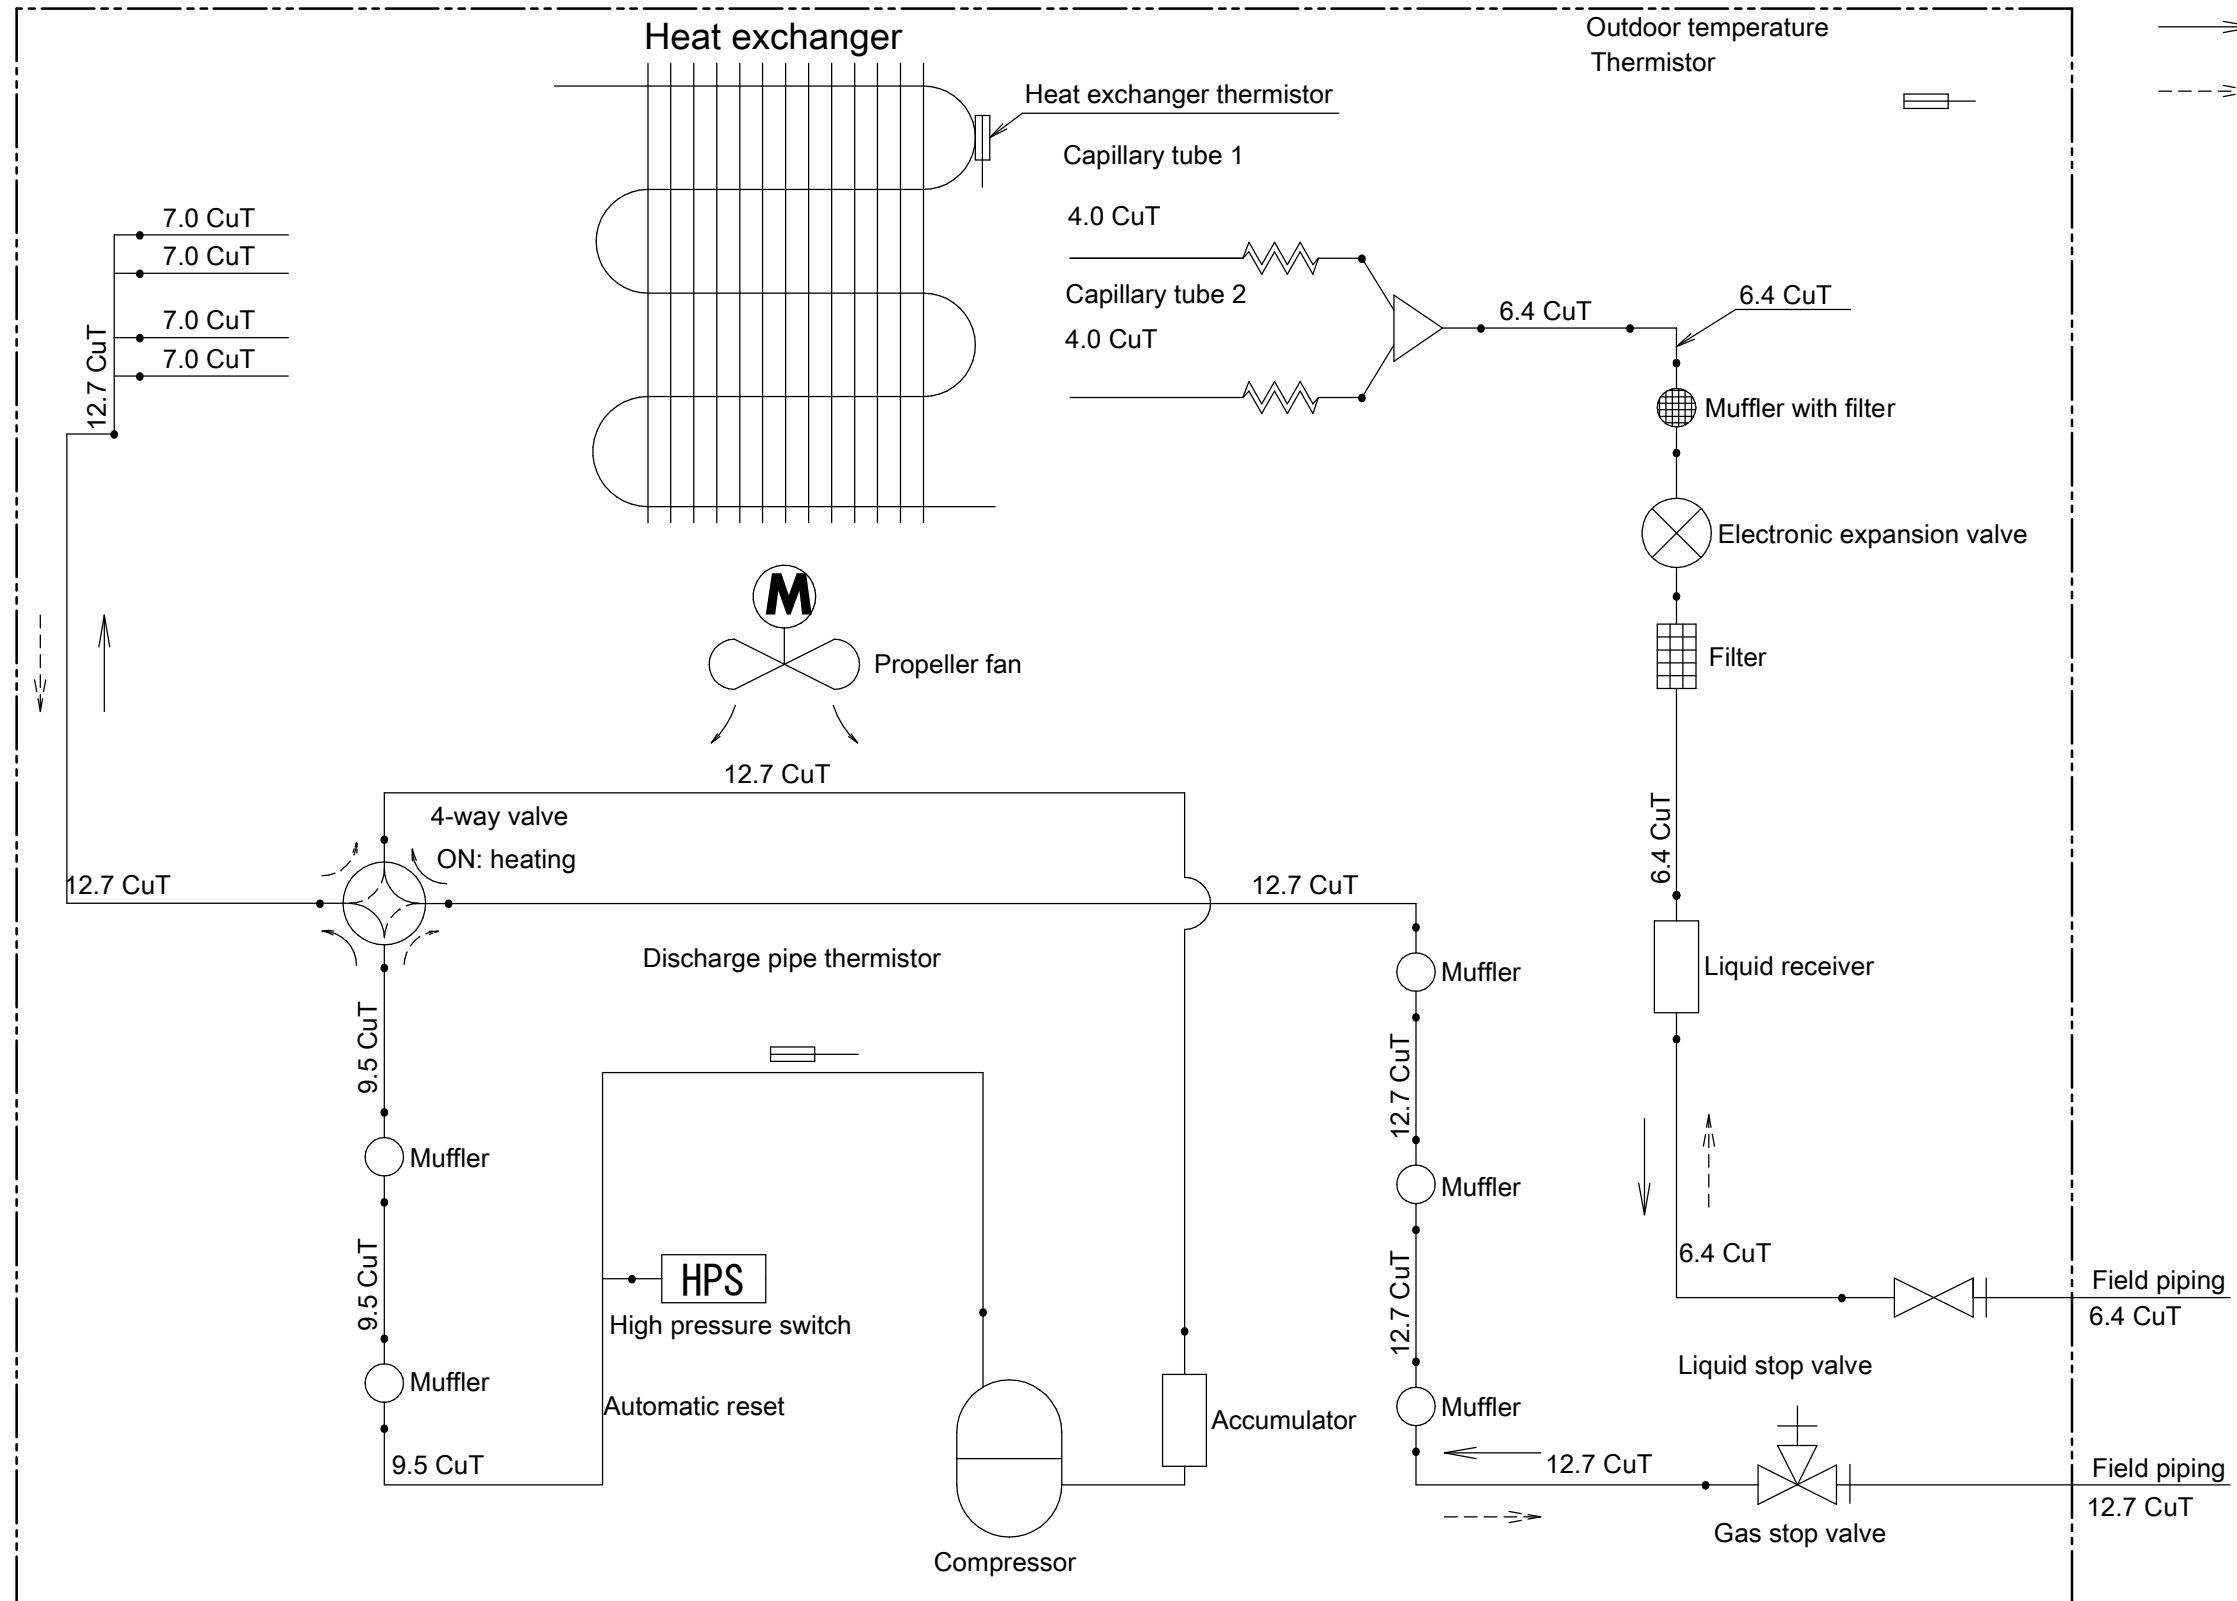 Heat exchanger
Outdoor temperature
Thermistor
Heat exchanger thermistor
Capillary tube 1
4.0 CuT
7.0 CuT
7.0 CuT
7.0 CuT
7.0 CuT
12.7 CuT
Capillary tube 2
4.0 CuT
6.4 CuT
6.4 CuT
Muffler with filter
Electronic expansion valve
M
Propeller fan
Filter
12.7 CuT
4-way valve
ON: heating
12.7 CuT
12.7 CuT
6.4 CuT
Discharge pipe thermistor
Muffler
Liquid receiver
9.5 CuT
12.7 CuT
Muffler
Muffler
9.5 CuT
HPS
High pressure switch
12.7 CuT
6.4 CuT
Field piping
6.4 CuT
Liquid stop valve
Muffler
Automatic reset
Accumulator
Muffler
9.5 CuT
12.7 CuT
Field piping
12.7 CuT
Gas stop valve
Compressor